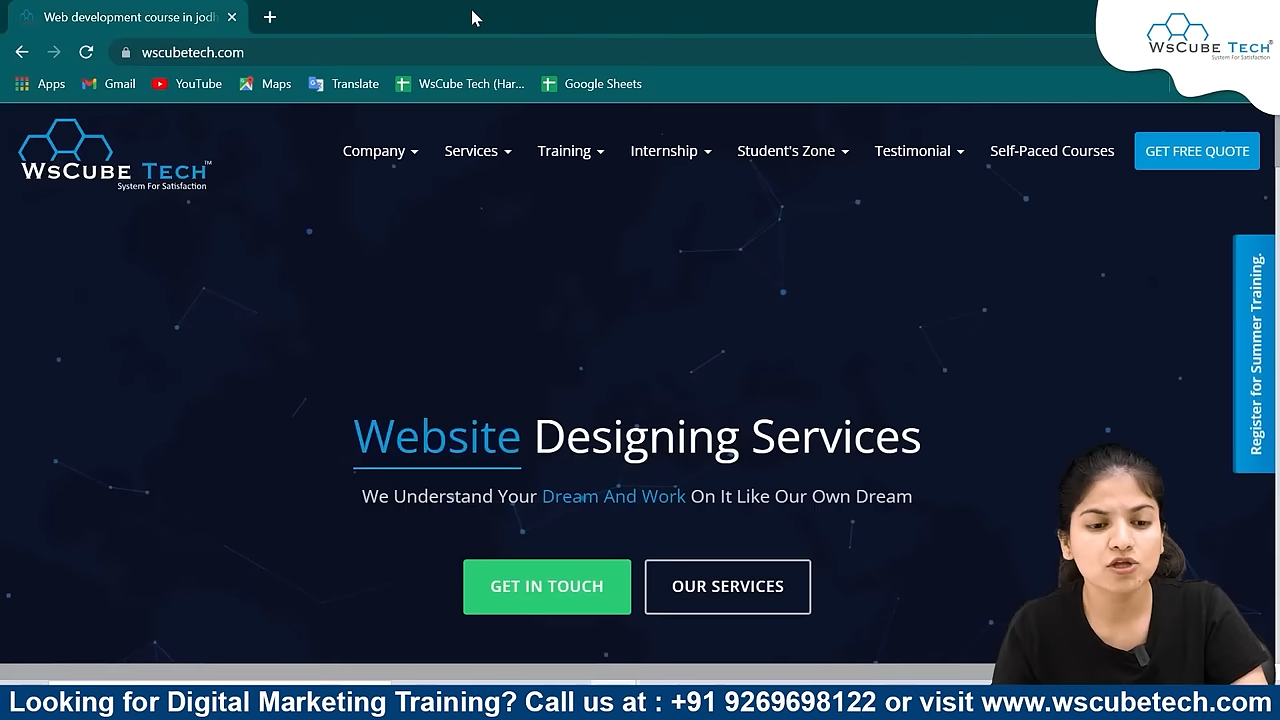 Web development course in jodh
wscubetech.com
Apps Gmail YouTube Maps Translate WsCube Tech (Har... Google Sheets
WsCube Tech®
System For Satisfaction
WsCube Tech™
System For Satisfaction
Company Services Training Internship Student's Zone Testimonial Self-Paced Courses GET FREE QUOTE
Register for Summer Training.
Website Designing Services
We Understand Your Dream And Work On It Like Our Own Dream
GET IN TOUCH OUR SERVICES
Looking for Digital Marketing Training? Call us at : +91 9269698122 or visit www.wscubetech.com